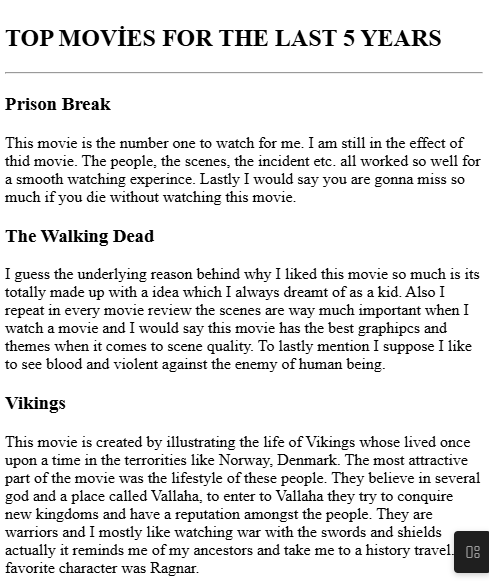 TOP MOVİES FOR THE LAST 5 YEARS
Prison Break
This movie is the number one to watch for me. I am still in the effect of
thid movie. The people, the scenes, the incident etc. all worked so well for
a smooth watching experince. Lastly I would say you are gonna miss so
much if you die without watching this movie.
The Walking Dead
I guess the underlying reason behind why I liked this movie so much is its
totally made up with a idea which I always dreamt of as a kid. Also I
repeat in every movie review the scenes are way much important when I
watch a movie and I would say this movie has the best graphipcs and
themes when it comes to scene quality. To lastly mention I suppose I like
to see blood and violent against the enemy of human being.
Vikings
This movie is created by illustrating the life of Vikings whose lived once
upon a time in the terrorities like Norway, Denmark. The most attractive
part of the movie was the lifestyle of these people. They believe in several
god and a place called Vallaha, to enter to Vallaha they try to conquire
new kingdoms and have a reputation amongst the people. They are
warriors and I mostly like watching war with the swords and shields
actually it reminds me of my ancestors and take me to a history travel.
favorite character was Ragnar.